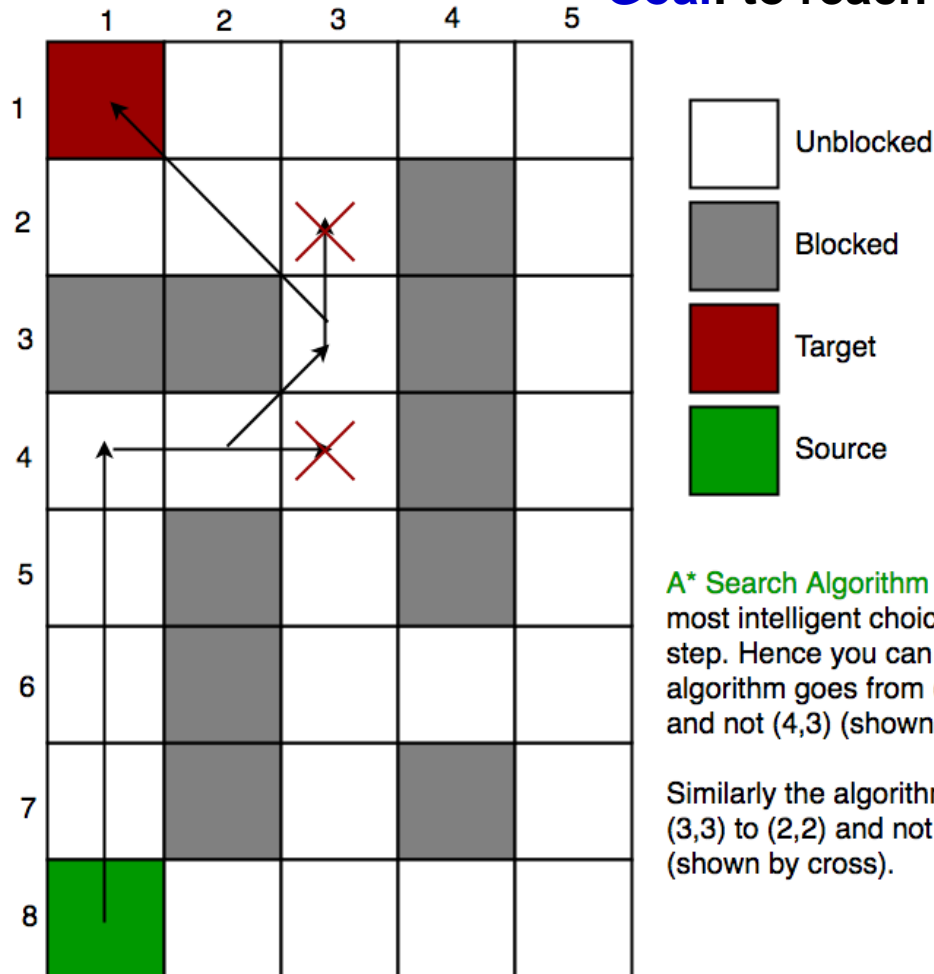 Goal: to reach
1 2 3 4 5
1
Unblocked
2
Blocked
3
Target
4
Source
5
A* Search Algorithm
most intelligent choic
step. Hence you can
6
algorithm goes from
and not (4,3) (shown
7
Similarly the algorithm
(3,3) to (2,2) and not
(shown by cross).
8